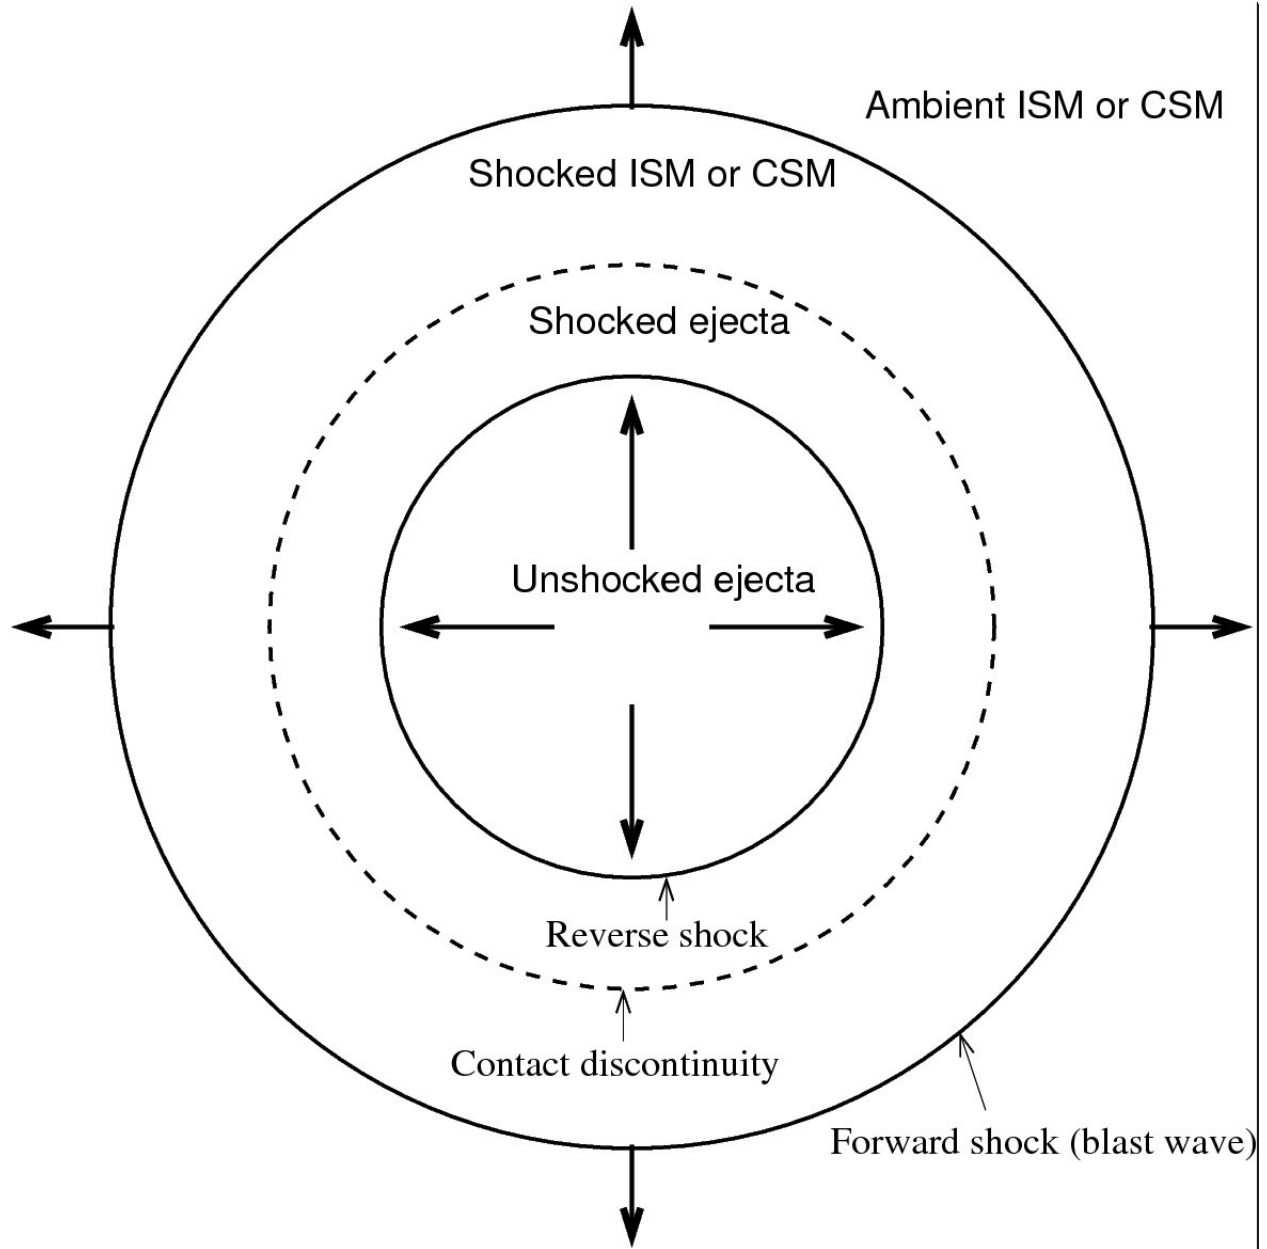 Ambient ISM or CSM
Shocked ISM or CSM
Shocked ejecta
Unshocked ejecta
Reverse shock
Contact discontinuity
Forward shock (blast wave)